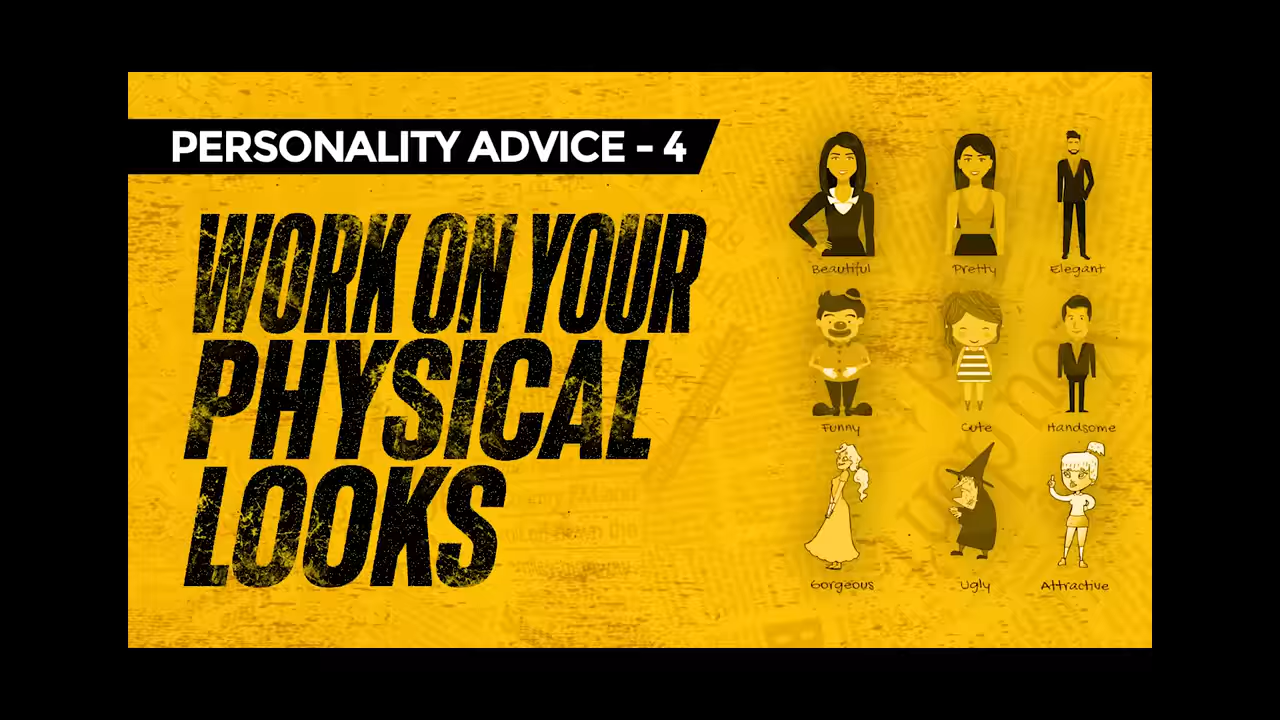 PERSONALITY ADVICE - 4
WORK ON YOUR
PHYSICAL
LOOKS
Beautiful Pretty Elegant
Funny Cute Handsome
Gorgeous Ugly Attractive